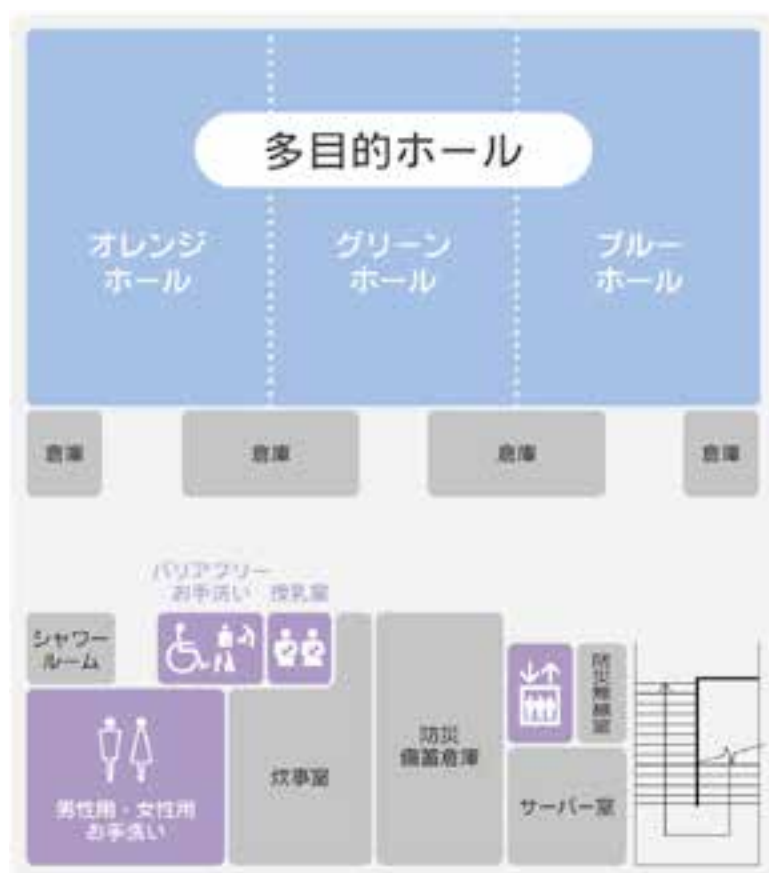 多目的ホール
オレンジ
ホール
グリーン
ホール
ブルー
ホール
倉庫
倉庫
倉庫
倉庫
バリアフリー
お手洗い
授乳室
シャワー
ルーム
男性用・女性用
お手洗い
炊事室
防災
備蓄倉庫
防災無線室
サーバー室